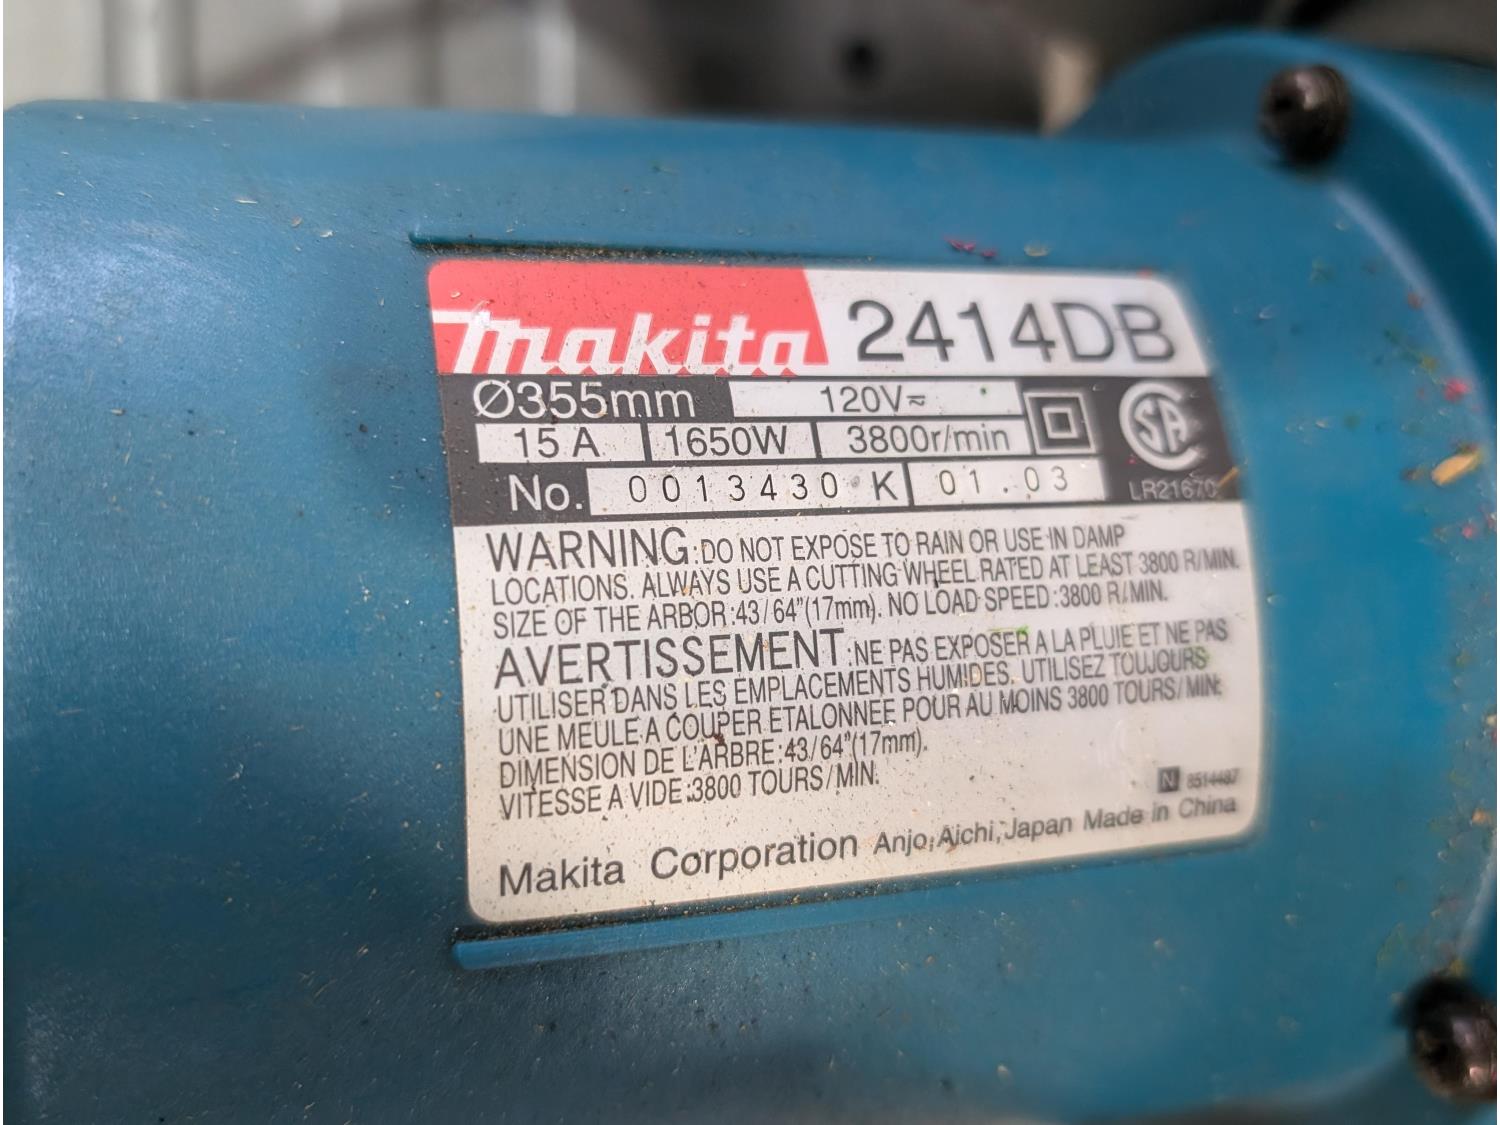 makita 2414DB
Ø355mm 120V≂
15 A 1650W 3800r/min
No. 0013430 K 01.03
LR21670
WARNING:DO NOT EXPOSE TO RAIN OR USE IN DAMP
LOCATIONS. ALWAYS USE A CUTTING WHEEL RATED AT LEAST 3800 R/MIN.
SIZE OF THE ARBOR:43/64"(17mm). NO LOAD SPEED:3800 R/MIN.
AVERTISSEMENT:NE PAS EXPOSER A LA PLUIE ET NE PAS
UTILISER DANS LES EMPLACEMENTS HUMIDES. UTILISEZ TOUJOURS
UNE MEULE A COUPER ETALONNEE POUR AU MOINS 3800 TOURS/MIN.
DIMENSION DE L'ARBRE:43/64"(17mm).
VITESSE A VIDE:3800 TOURS/MIN.
N 8514487
Makita Corporation Anjo, Aichi, Japan Made in China